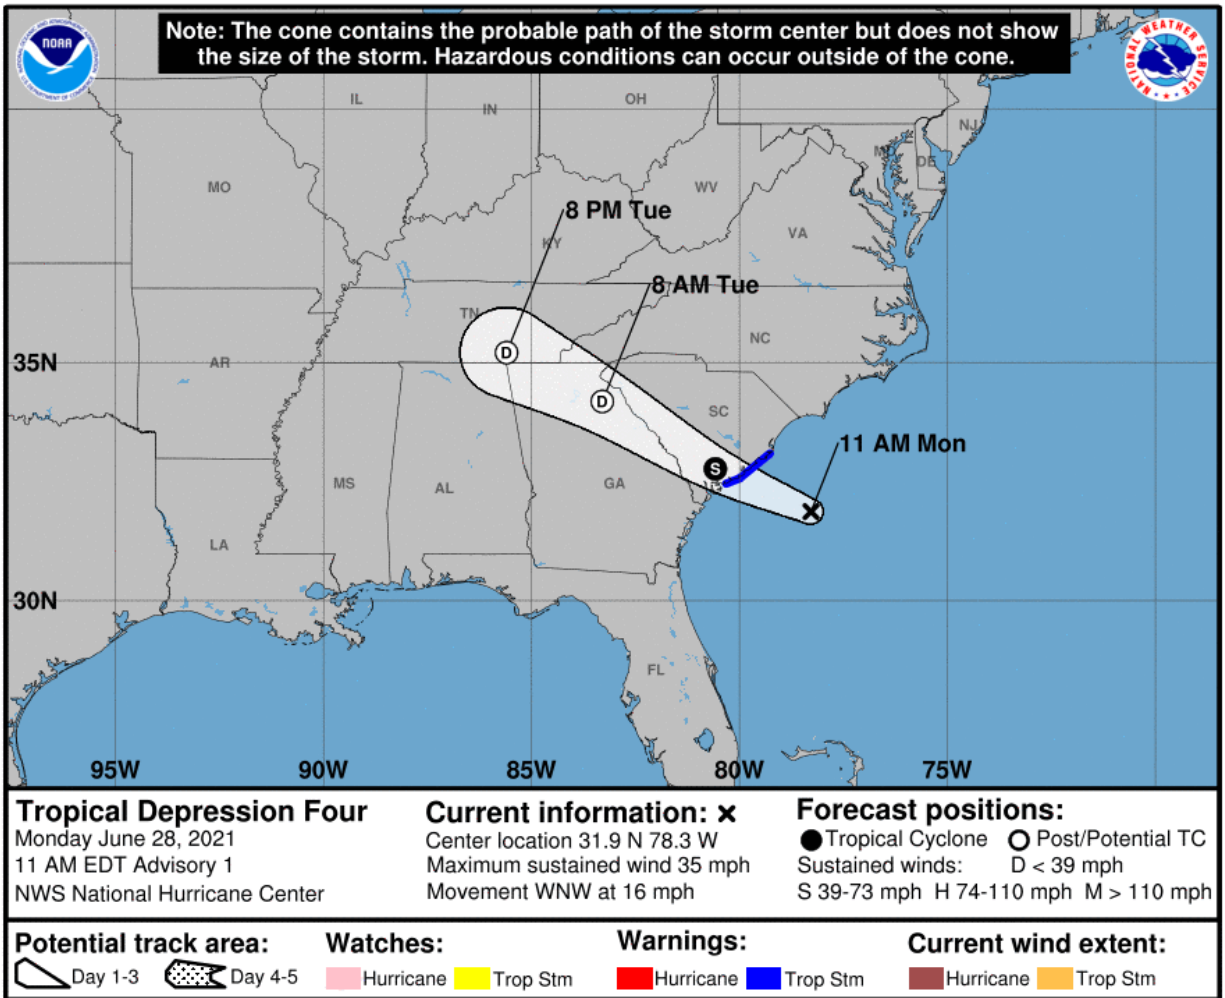 Note: The cone contains the probable path of the storm center but does not show
the size of the storm. Hazardous conditions can occur outside of the cone.
NOAA
NATIONAL WEATHER SERVICE
IL
IN
OH
NJ
DE
MO
WV
VA
8 PM Tue
KY
8 AM Tue
TN
NC
D
35N
AR
D
SC
11 AM Mon
S
MS
AL
GA
LA
30N
FL
95W
90W
85W
80W
75W
Tropical Depression Four
Monday June 28, 2021
11 AM EDT Advisory 1
NWS National Hurricane Center
Current information: ×
Center location 31.9 N 78.3 W
Maximum sustained wind 35 mph
Movement WNW at 16 mph
Forecast positions:
Tropical Cyclone Post/Potential TC
Sustained winds: D < 39 mph
S 39-73 mph H 74-110 mph M > 110 mph
Potential track area:
Day 1-3 Day 4-5
Watches:
Hurricane Trop Stm
Warnings:
Hurricane Trop Stm
Current wind extent:
Hurricane Trop Stm